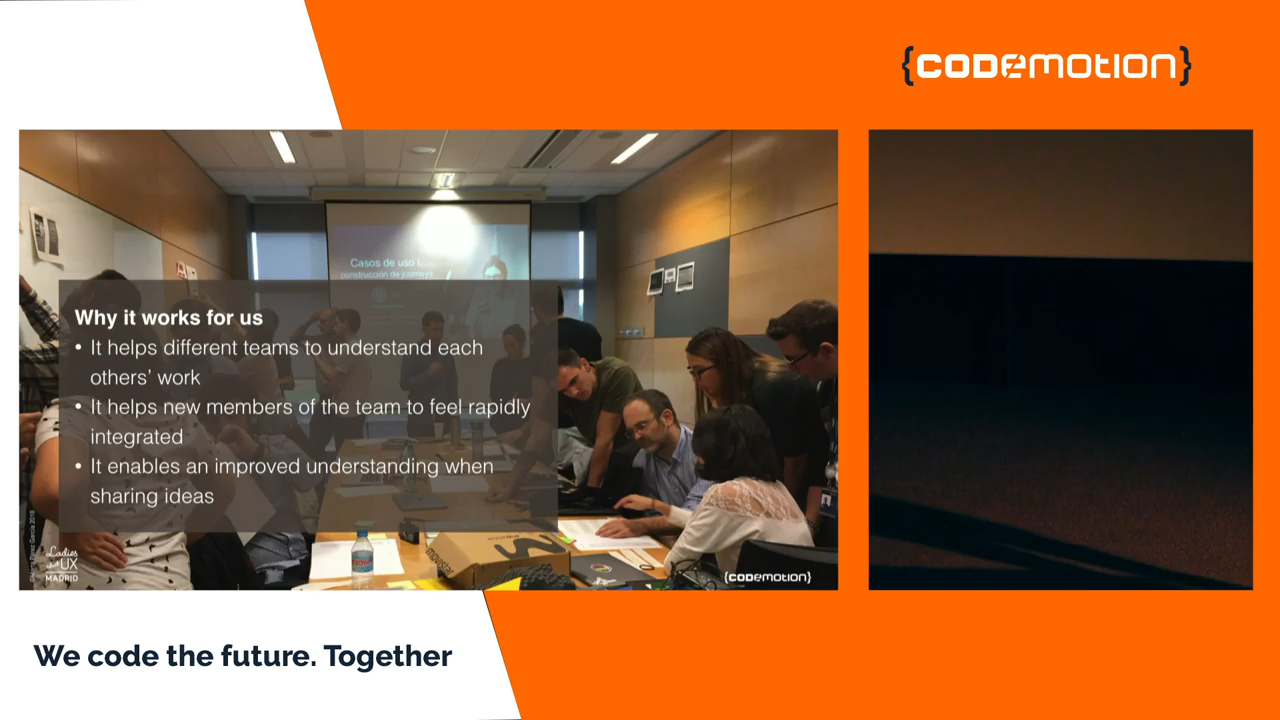 {CODEMOTION}
Casos de uso I.
construcción de journeys
Why it works for us
• It helps different teams to understand each
others’ work
• It helps new members of the team to feel rapidly
integrated
• It enables an improved understanding when
sharing ideas
Ladies
that UX
MADRID
movistar
{CODEMOTION}
We code the future. Together